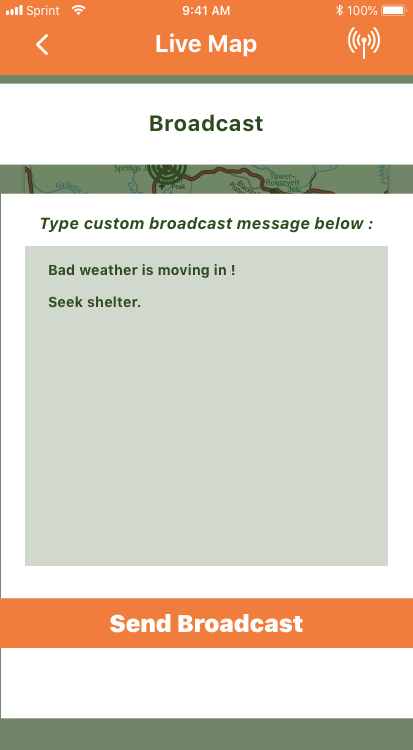 Sprint 9:41 AM 100%
Live Map
Broadcast
Springs J
Peak
Tower-
Roosevelt
Jct.
Type custom broadcast message below :
Bad weather is moving in !
Seek shelter.
Send Broadcast